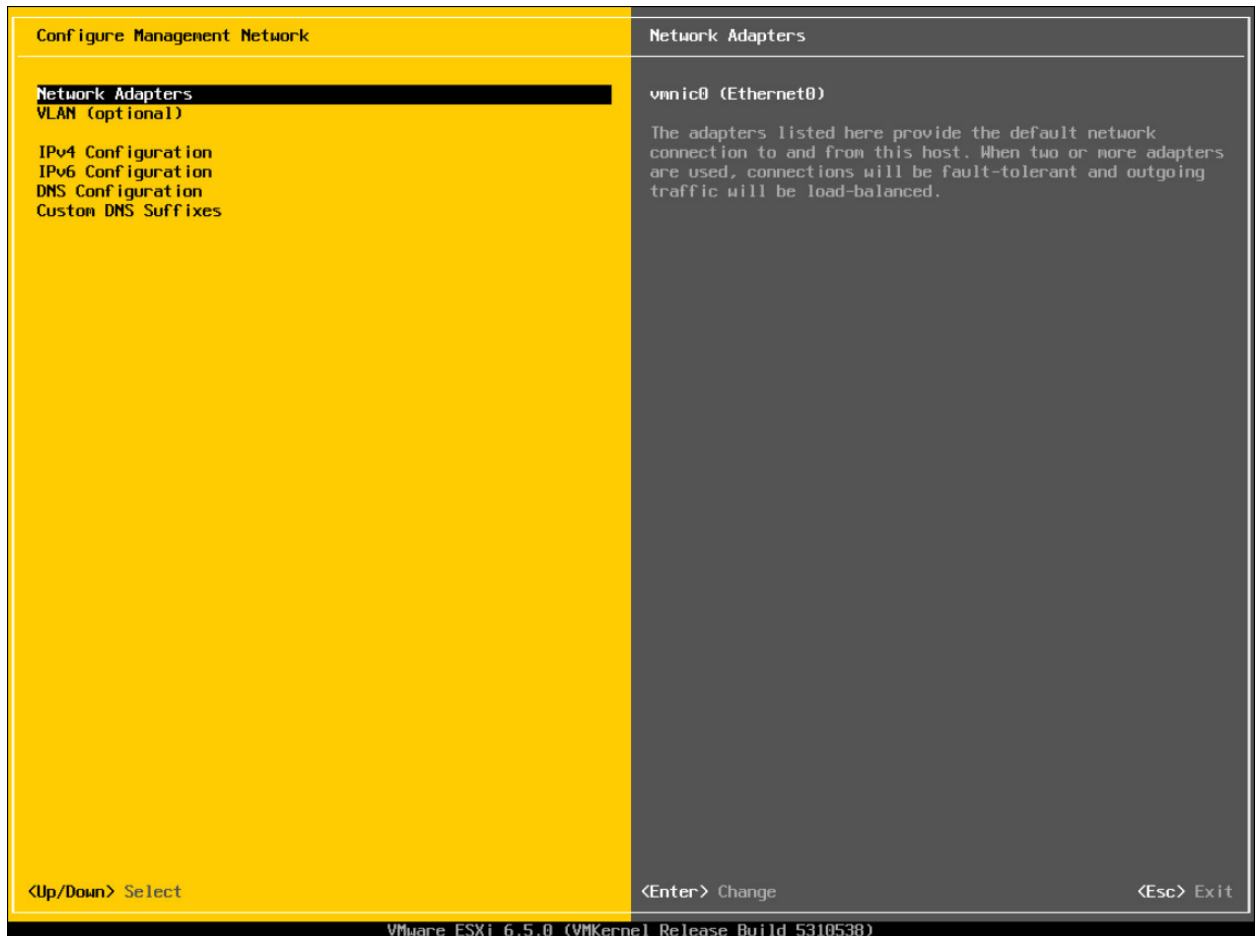 Configure Management Network
Network Adapters
VLAN (optional)
IPv4 Configuration
IPv6 Configuration
DNS Configuration
Custom DNS Suffixes
<Up/Down> Select
Network Adapters
vmnic0 (Ethernet0)
The adapters listed here provide the default network
connection to and from this host. When two or more adapters
are used, connections will be fault-tolerant and outgoing
traffic will be load-balanced.
<Enter> Change
<Esc> Exit
VMware ESXi 6.5.0 (VMKernel Release Build 5310538)